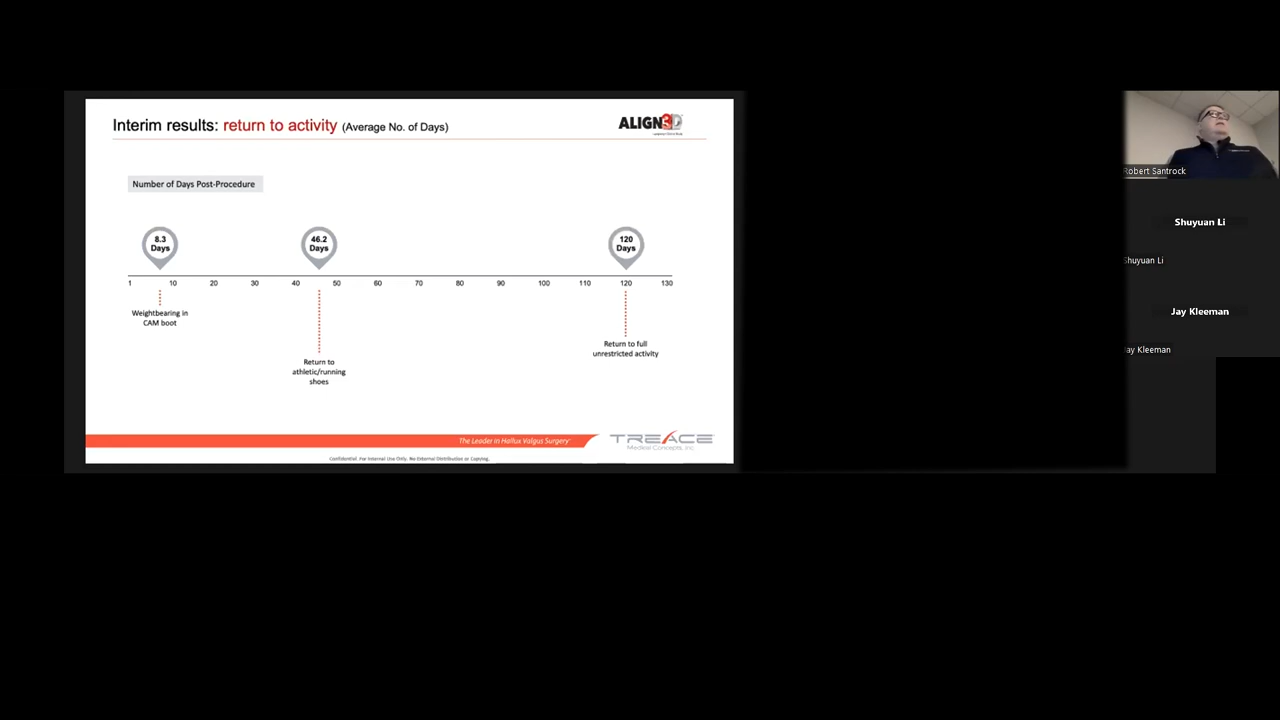 Interim results: return to activity (Average No. of Days)
ALIGN3D
Number of Days Post-Procedure
8.3
Days
46.2
Days
120
Days
1 10 20 30 40 50 60 70 80 90 100 110 120 130
Weightbearing in
CAM boot
Return to
athletic/running
shoes
Return to full
unrestricted activity
The Leader in Hallux Valgus Surgery
TREACE
Medical Concepts, Inc.
Confidential. For Internal Use Only. No External Distribution or Copying.
Robert Santrock
Shuyuan Li
Shuyuan Li
Jay Kleeman
Jay Kleeman